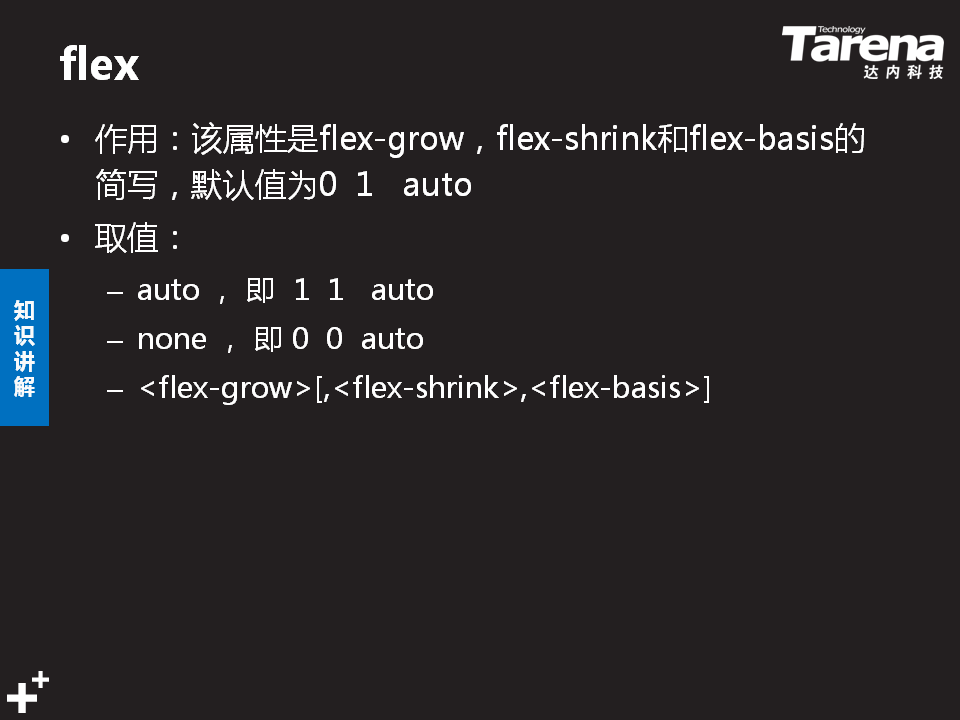 flex
Technology
Tarena
达内科技
• 作用：该属性是flex-grow，flex-shrink和flex-basis的
简写，默认值为0 1 auto
• 取值：
– auto ， 即 1 1 auto
– none ， 即 0 0 auto
– <flex-grow>[,<flex-shrink>,<flex-basis>]
知
识
讲
解